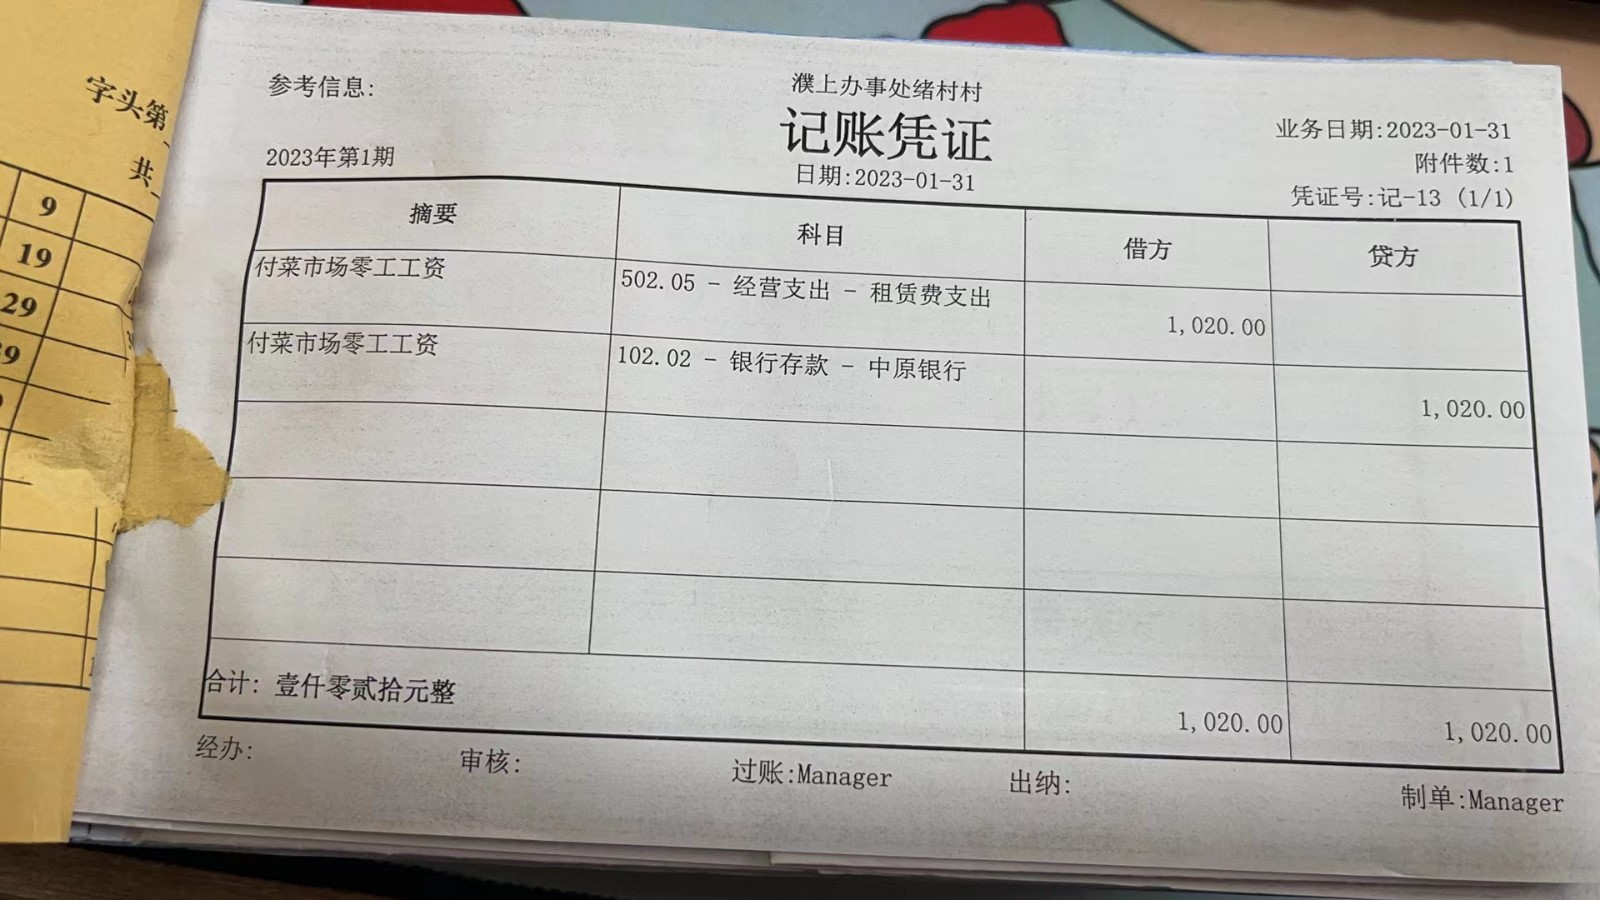 字头第
共
9
19
29
参考信息:
濮上办事处绪村村
记账凭证
业务日期:2023-01-31
附件数:1
2023年第1期
日期:2023-01-31
凭证号:记-13 (1/1)
摘要 科目 借方 贷方
付菜市场零工工资 502.05 - 经营支出 - 租赁费支出 1,020.00
付菜市场零工工资 102.02 - 银行存款 - 中原银行 1,020.00
合计: 壹仟零贰拾元整 1,020.00 1,020.00
经办: 审核: 过账:Manager 出纳: 制单:Manager